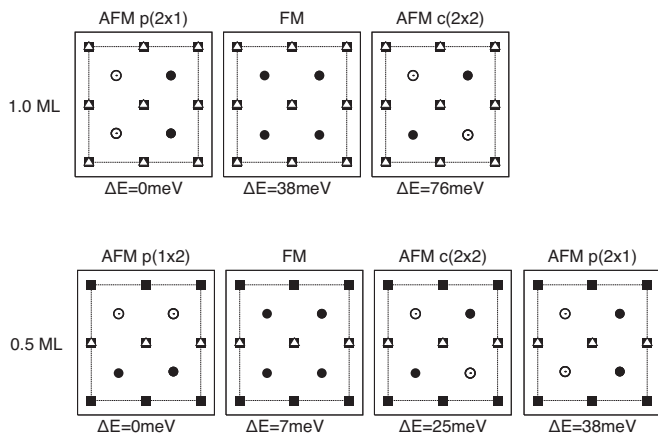 AFM p(2x1) FM AFM c(2x2)
1.0 ML
ΔE=0meV ΔE=38meV ΔE=76meV
AFM p(1x2) FM AFM c(2x2) AFM p(2x1)
0.5 ML
ΔE=0meV ΔE=7meV ΔE=25meV ΔE=38meV